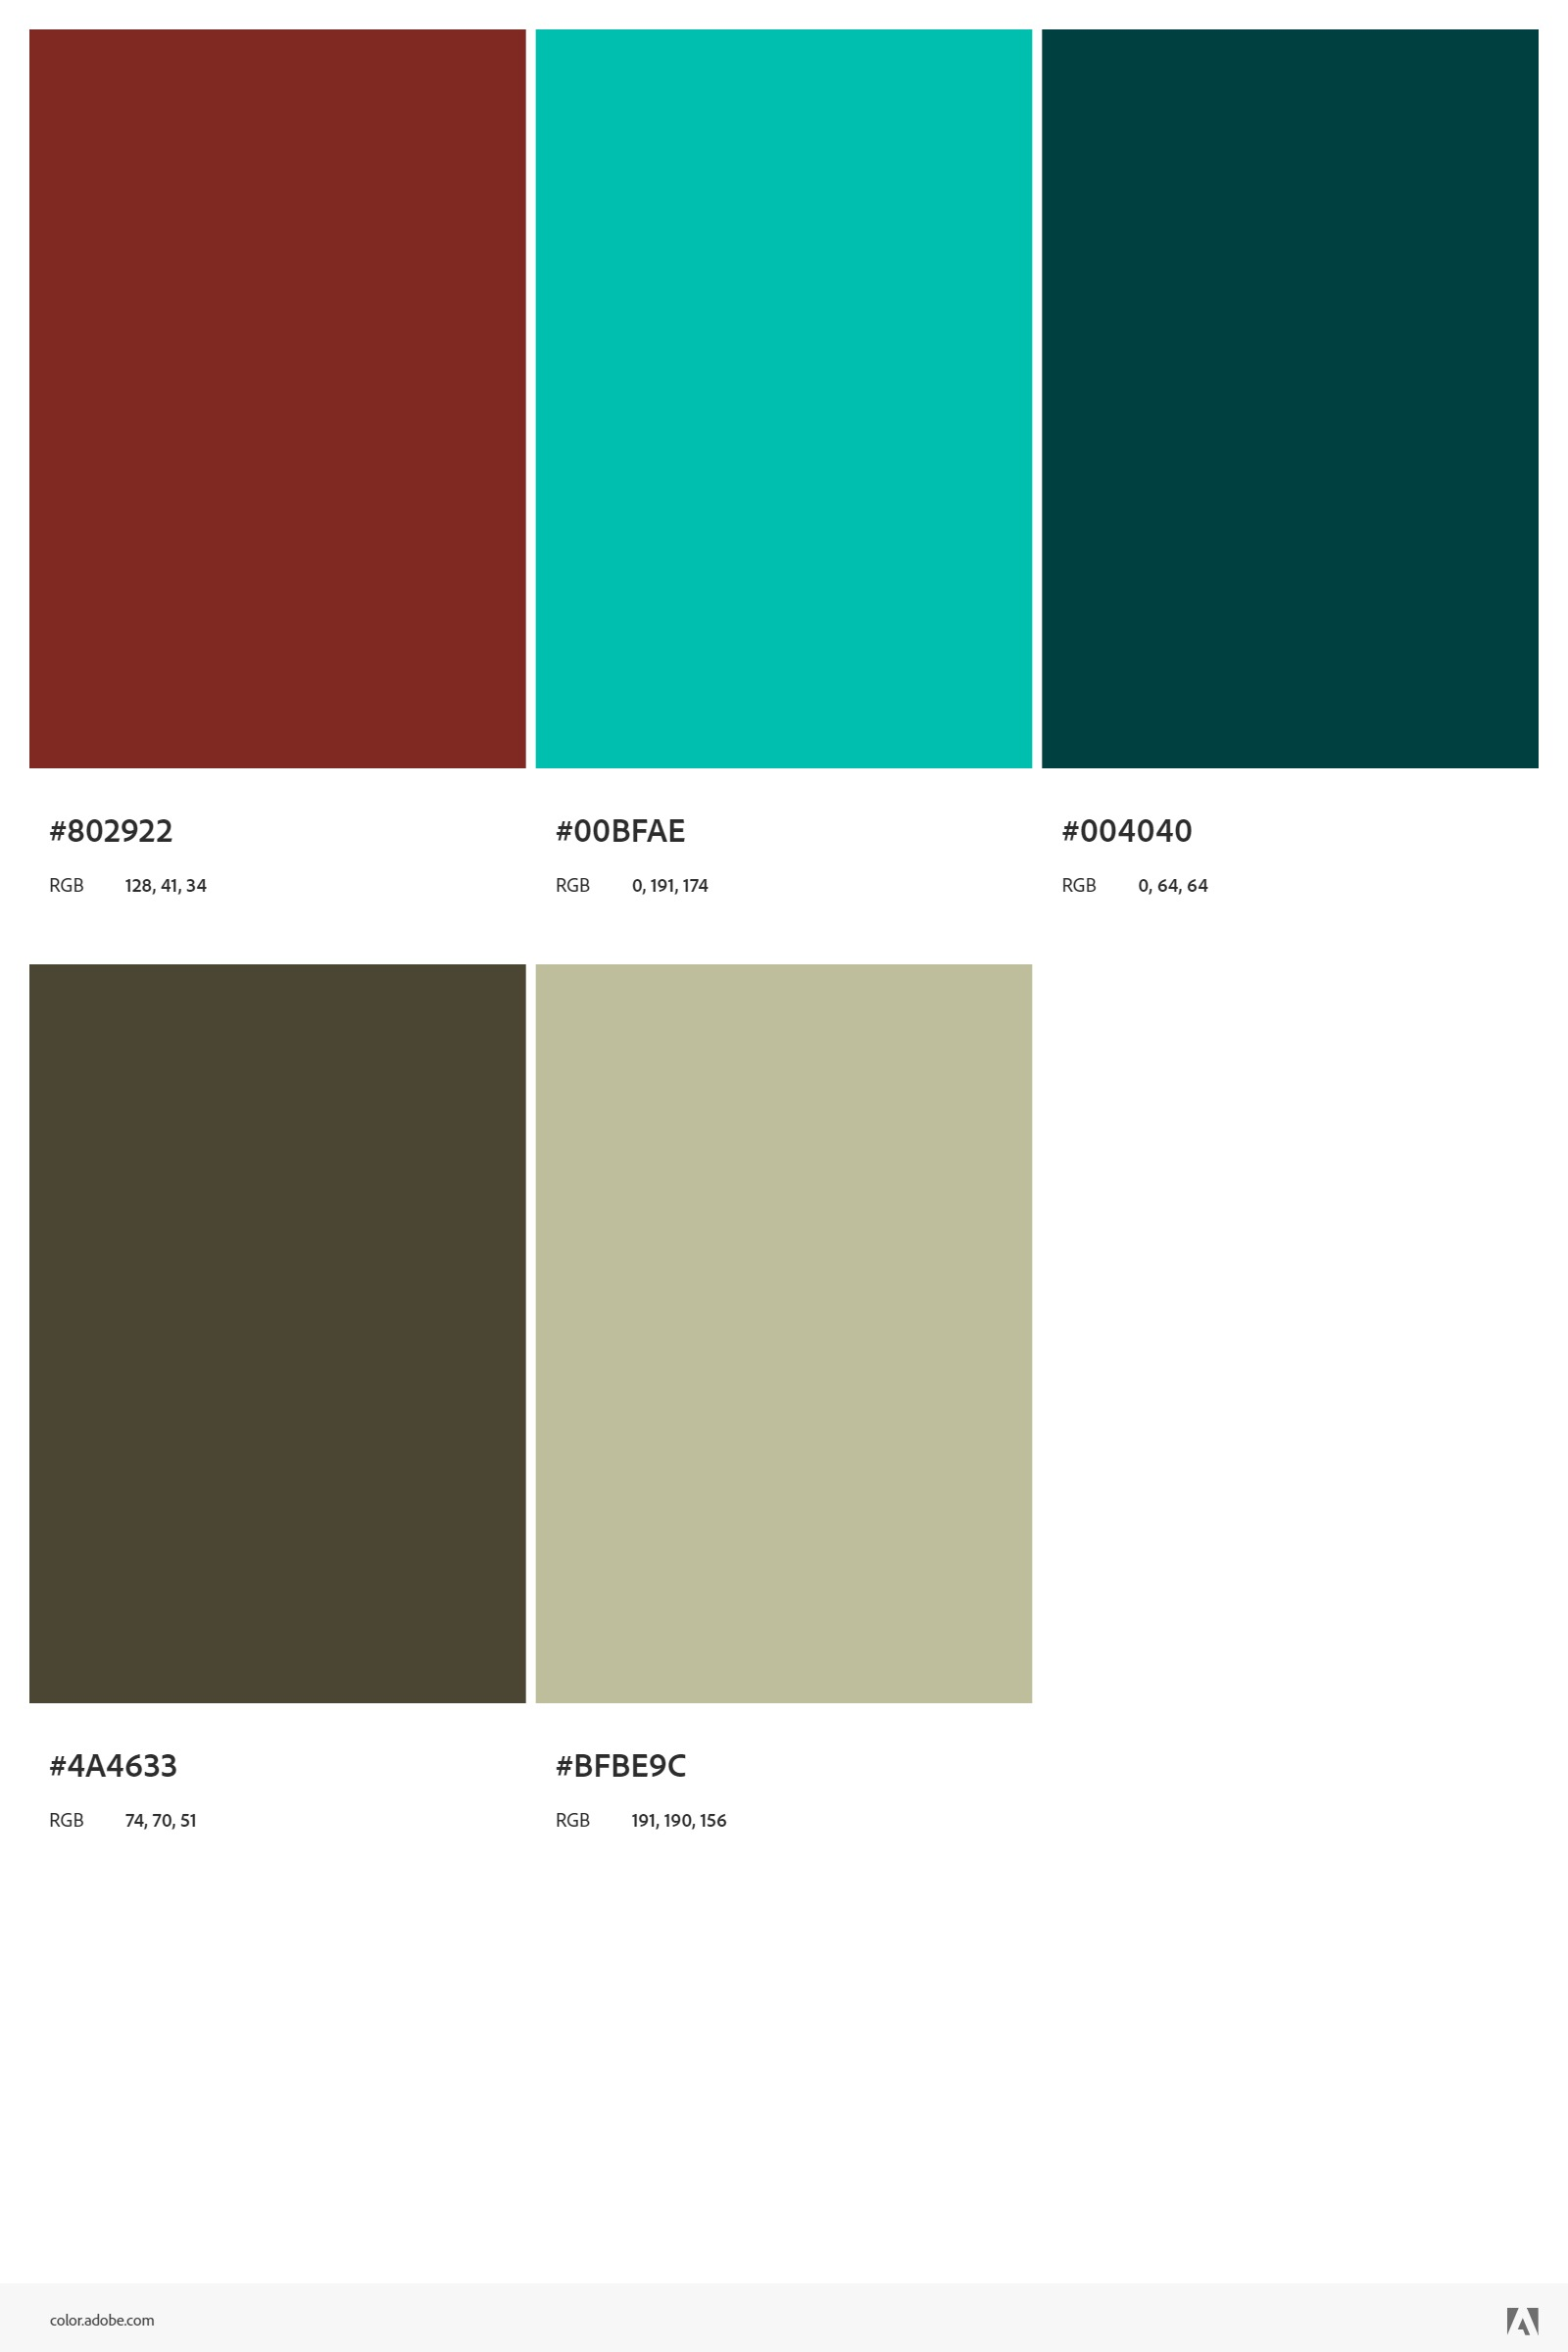 #802922
RGB 128, 41, 34
#00BFAE
RGB 0, 191, 174
#004040
RGB 0, 64, 64
#4A4633
RGB 74, 70, 51
#BFBE9C
RGB 191, 190, 156
color.adobe.com